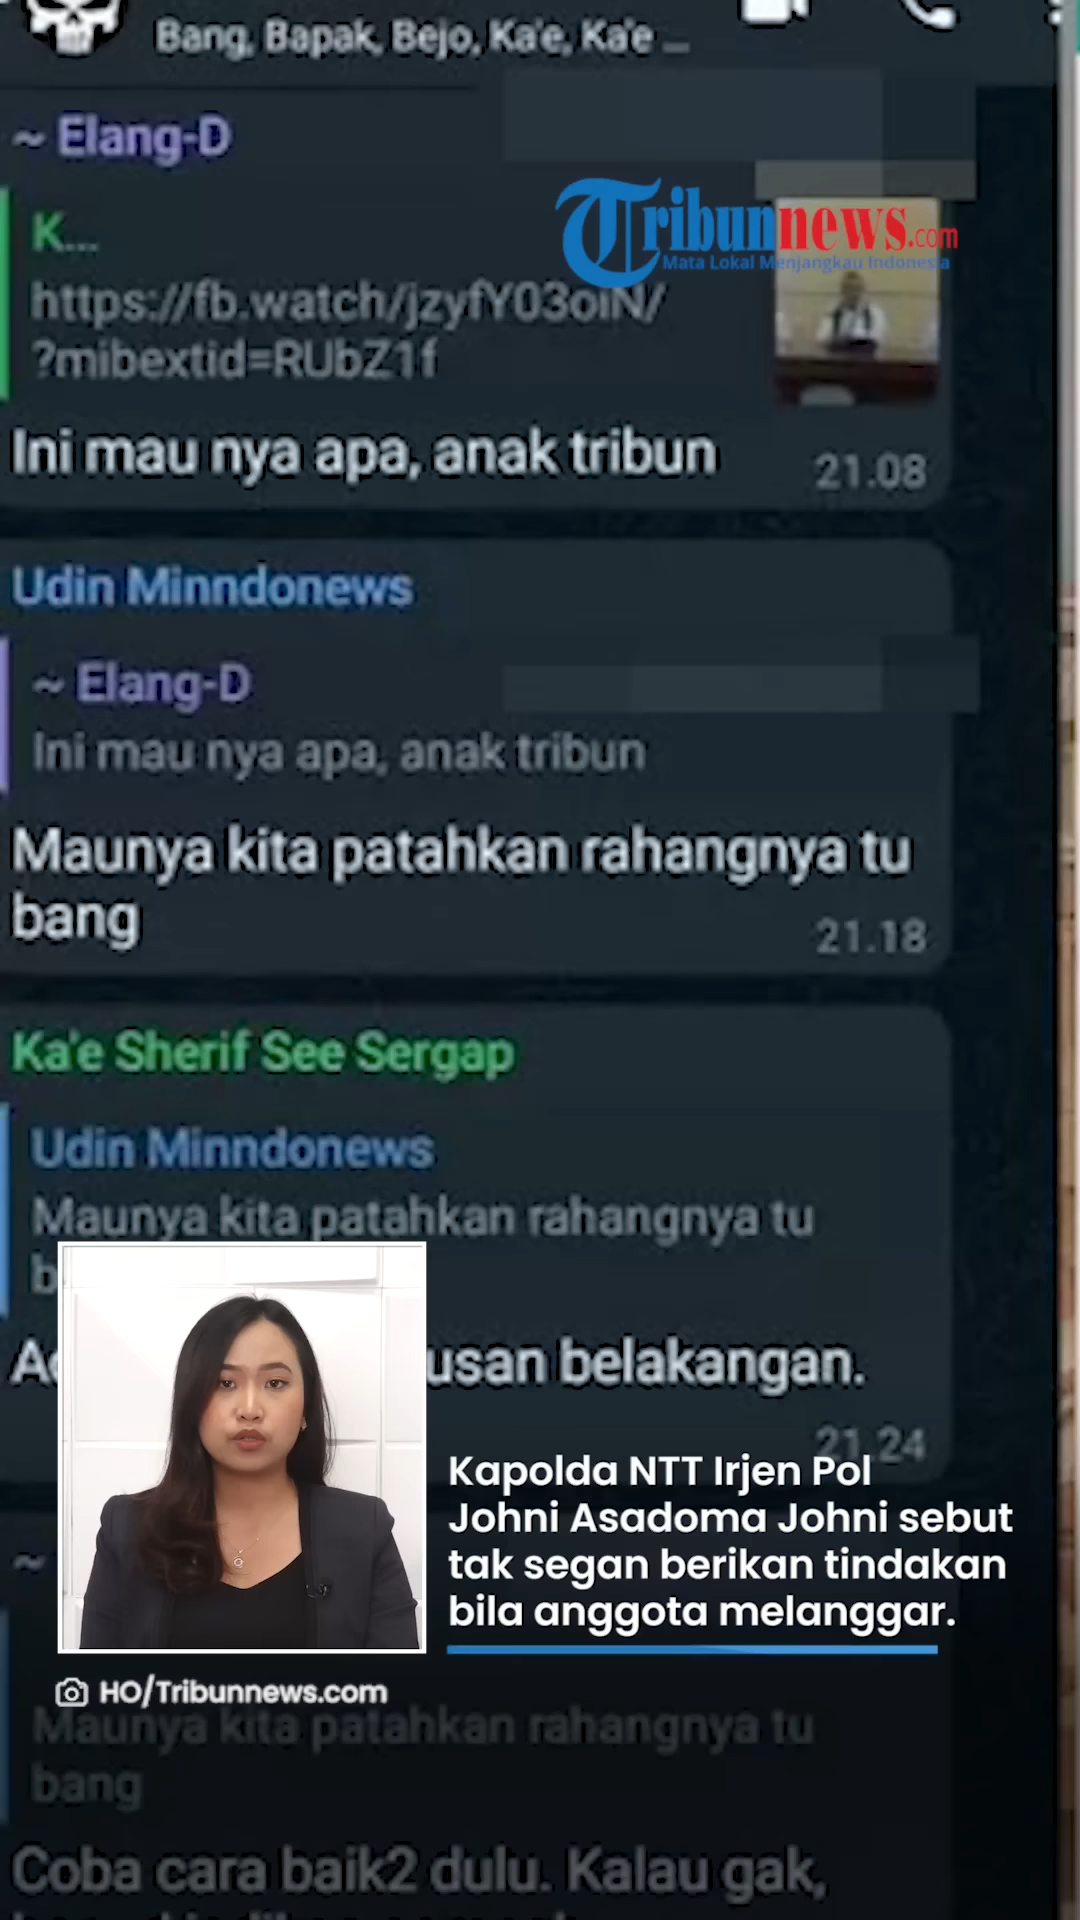 Bang, Bapak, Bejo, Ka'e, Ka'e ...
~ Elang-D
Tribunnews.com
Mata Lokal Menjangkau Indonesia
K...
https://fb.watch/jzyfY03oiN/
?mibextid=RUbZ1f
Ini mau nya apa, anak tribun
21.08
Udin Minndonews
~ Elang-D
Ini mau nya apa, anak tribun
Maunya kita patahkan rahangnya tu
bang
21.18
Ka'e Sherif See Sergap
Udin Minndonews
Maunya kita patahkan rahangnya tu
usan belakangan.
21.24
Kapolda NTT Irjen Pol
Johni Asadoma Johni sebut
tak segan berikan tindakan
bila anggota melanggar.
~
HO/Tribunnews.com
Maunya kita patahkan rahangnya tu
bang
Coba cara baik2 dulu. Kalau gak,